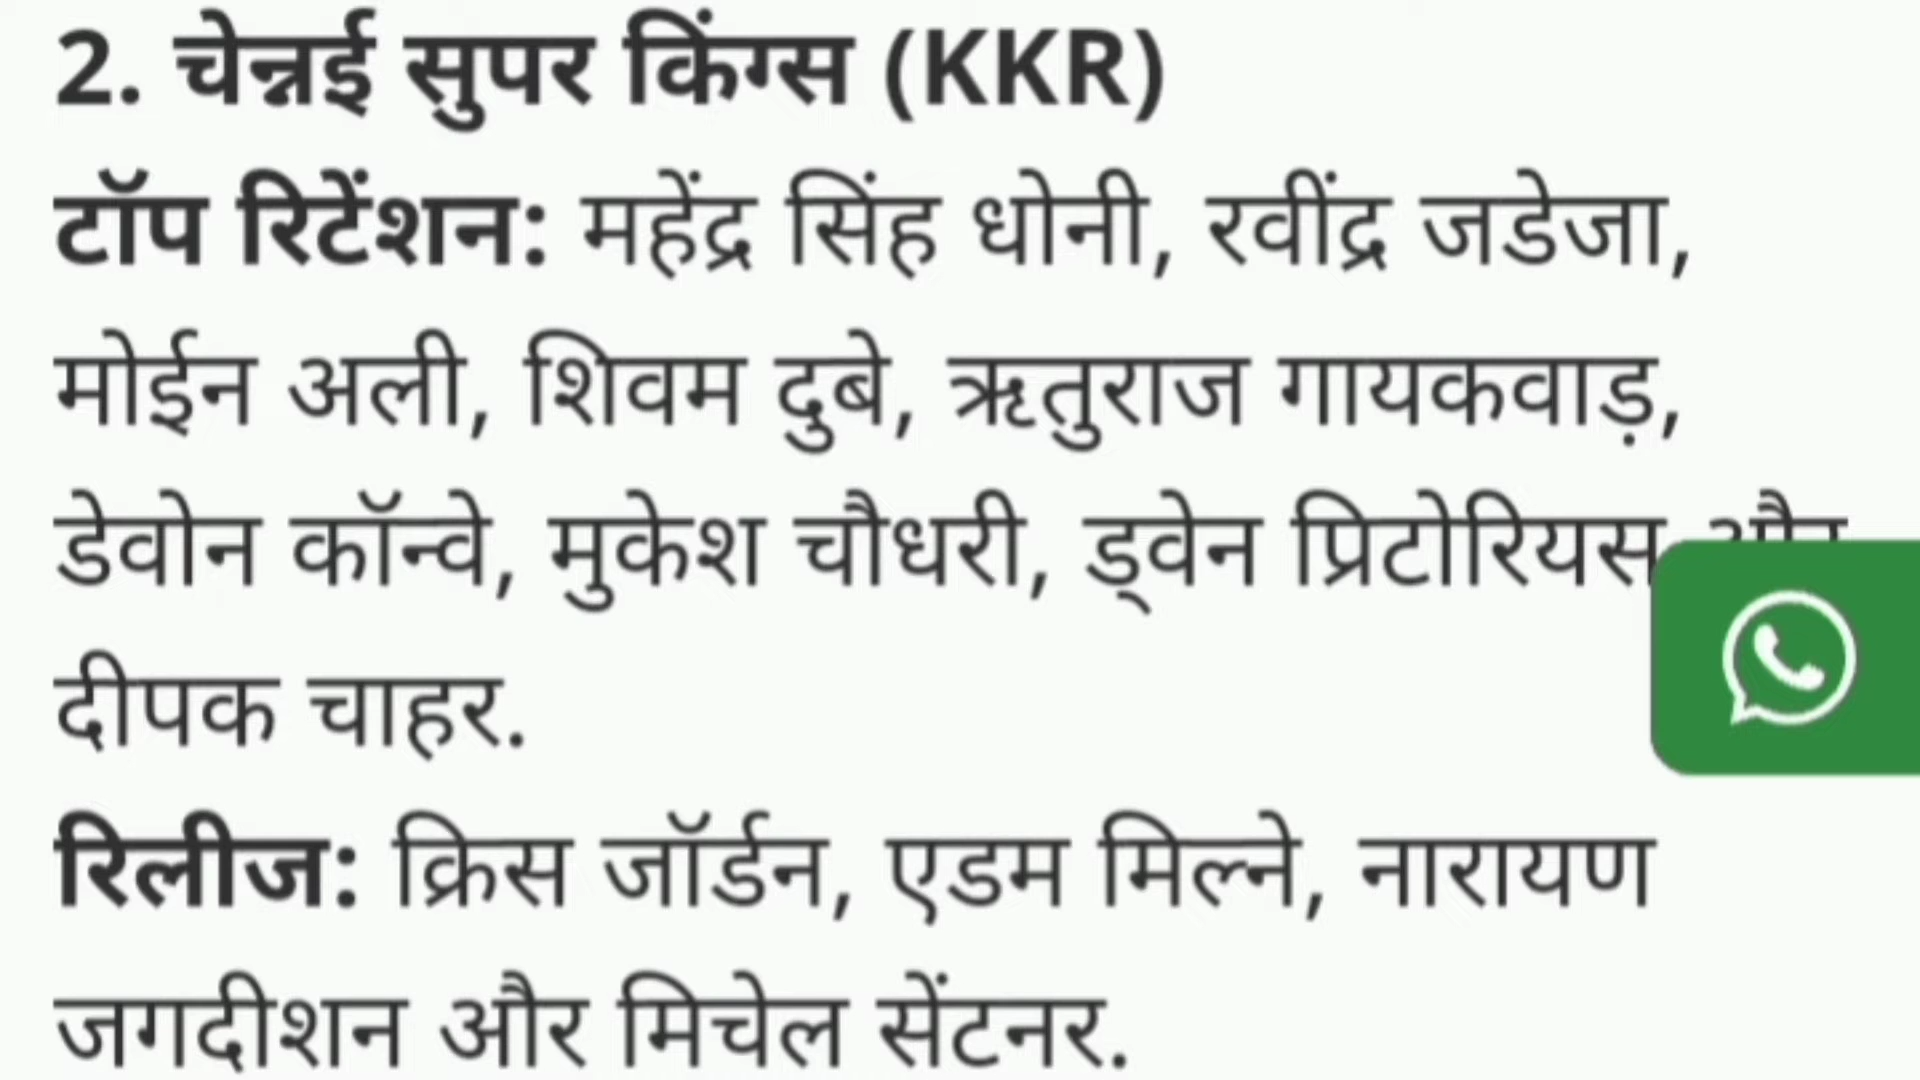 2. चेन्नई सुपर किंग्स (KKR)
टॉप रिटेंशन: महेंद्र सिंह धोनी, रवींद्र जडेजा,
मोईन अली, शिवम दुबे, ऋतुराज गायकवाड़,
डेवोन कॉन्वे, मुकेश चौधरी, ड्वेन प्रिटोरियस और
दीपक चाहर.
रिलीज: क्रिस जॉर्डन, एडम मिल्ने, नारायण
जगदीशन और मिचेल सेंटनर.